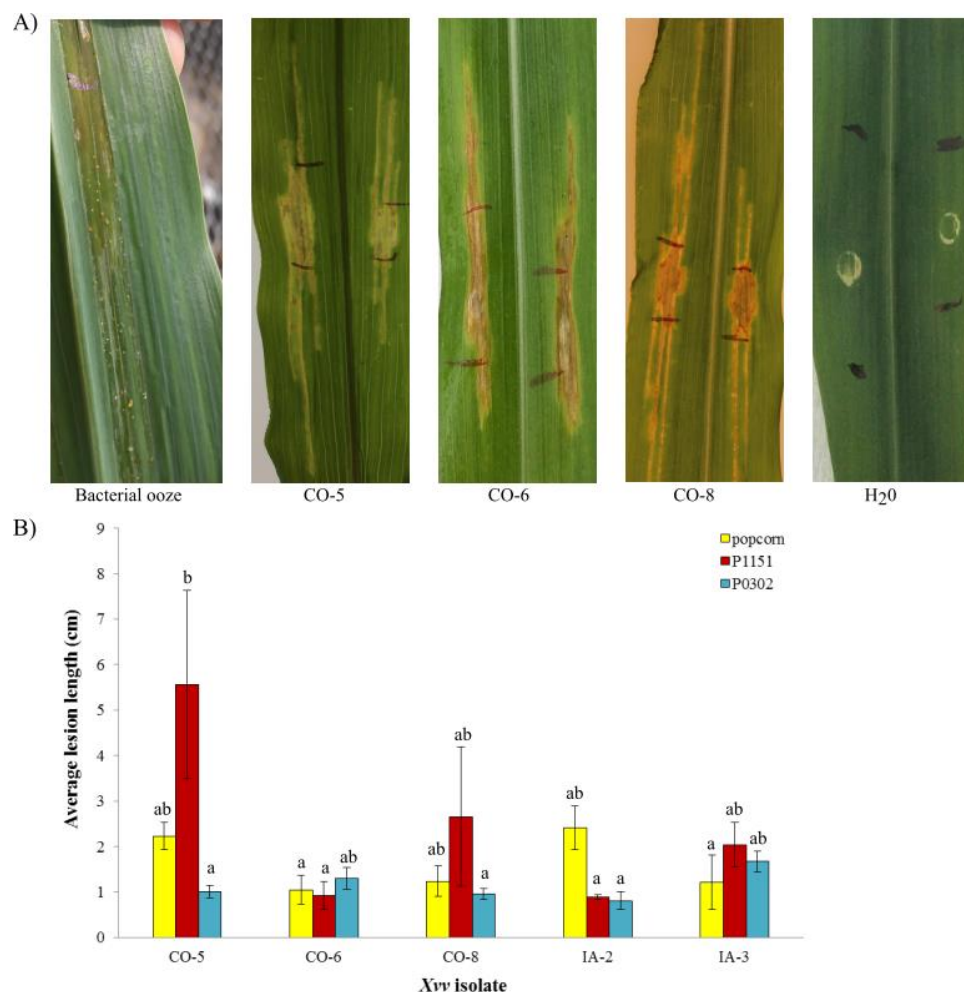 A)
Bacterial ooze
CO-5
CO-6
CO-8
H20
B)
Average lesion length (cm)
9
8
7
6
5
4
3
2
1
0
popcorn
P1151
P0302
ab
b
a
a
a
ab
ab
ab
a
ab
a
a
a
ab
ab
CO-5
CO-6
CO-8
IA-2
IA-3
Xvv isolate